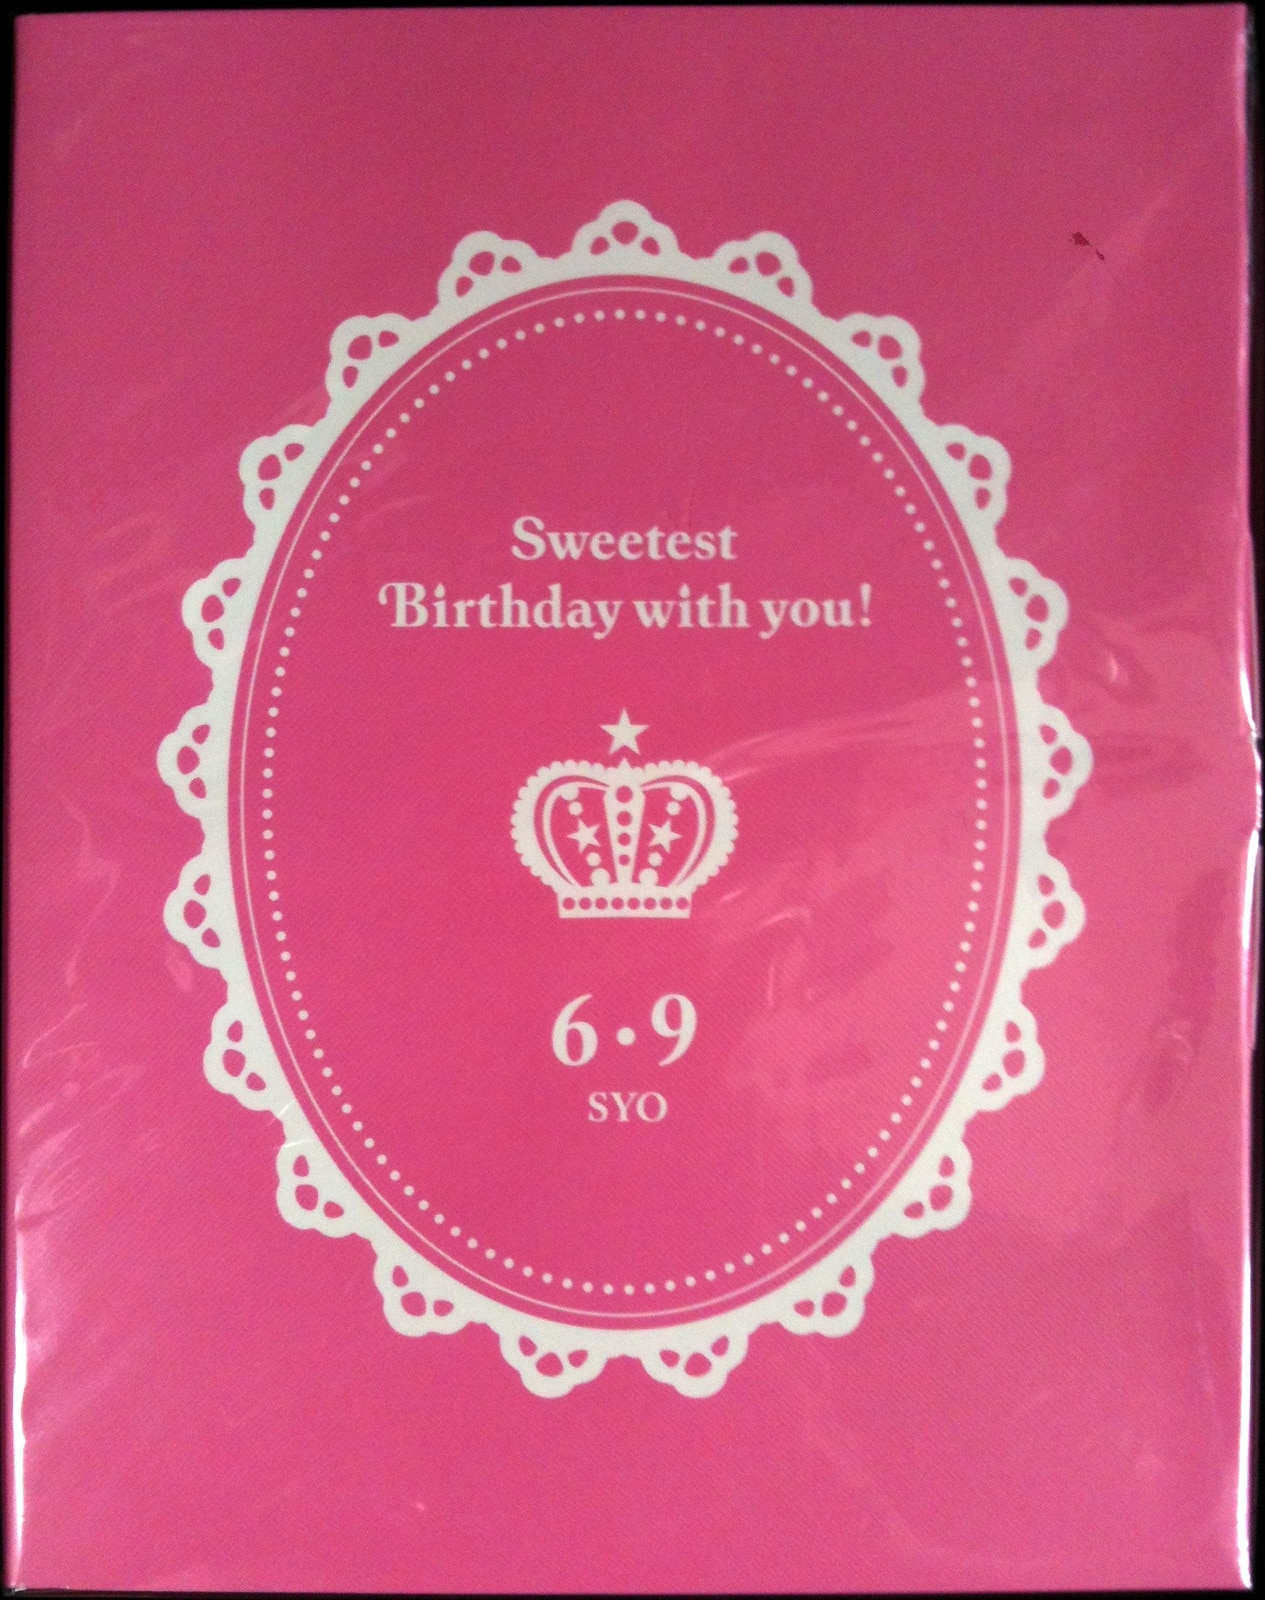 Sweetest
Birthday with you!
6・9
SYO